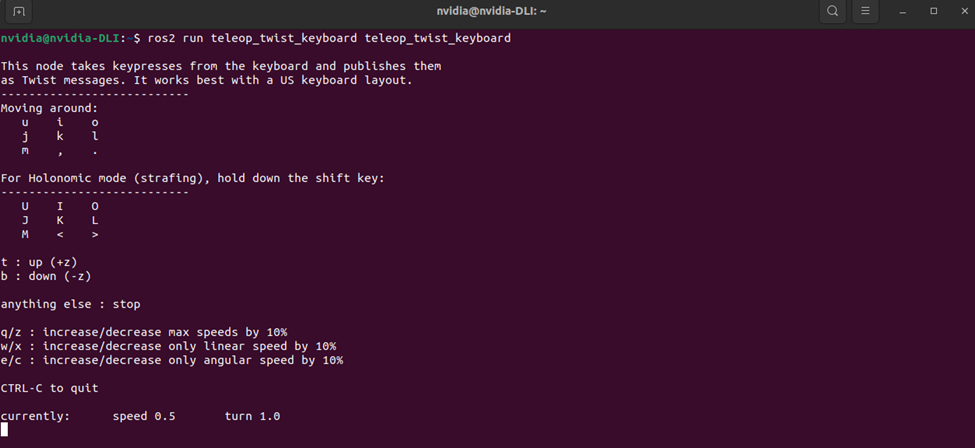 nvidia@nvidia-DLI: ~
nvidia@nvidia-DLI:~$ ros2 run teleop_twist_keyboard teleop_twist_keyboard
This node takes keypresses from the keyboard and publishes them
as Twist messages. It works best with a US keyboard layout.
---------------------------
Moving around:
   u    i    o
   j    k    l
   m    ,    .
For Holonomic mode (strafing), hold down the shift key:
---------------------------
   U    I    O
   J    K    L
   M    <    >
t : up (+z)
b : down (-z)
anything else : stop
q/z : increase/decrease max speeds by 10%
w/x : increase/decrease only linear speed by 10%
e/c : increase/decrease only angular speed by 10%
CTRL-C to quit
currently:	speed 0.5	turn 1.0